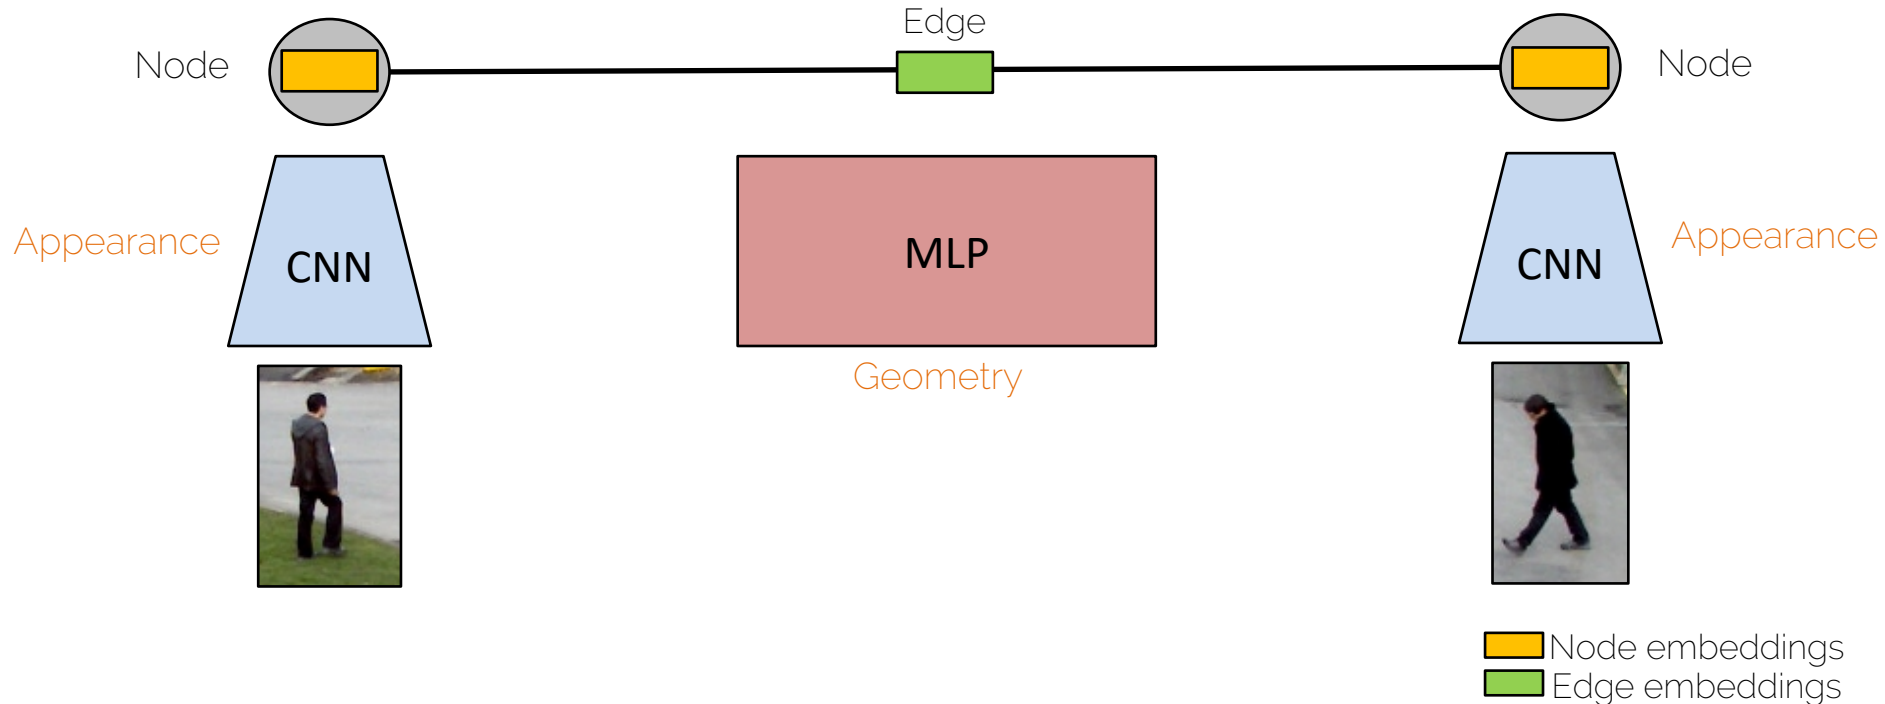 Edge
Node
Node
Appearance
CNN
MLP
CNN
Appearance
Geometry
Node embeddings
Edge embeddings